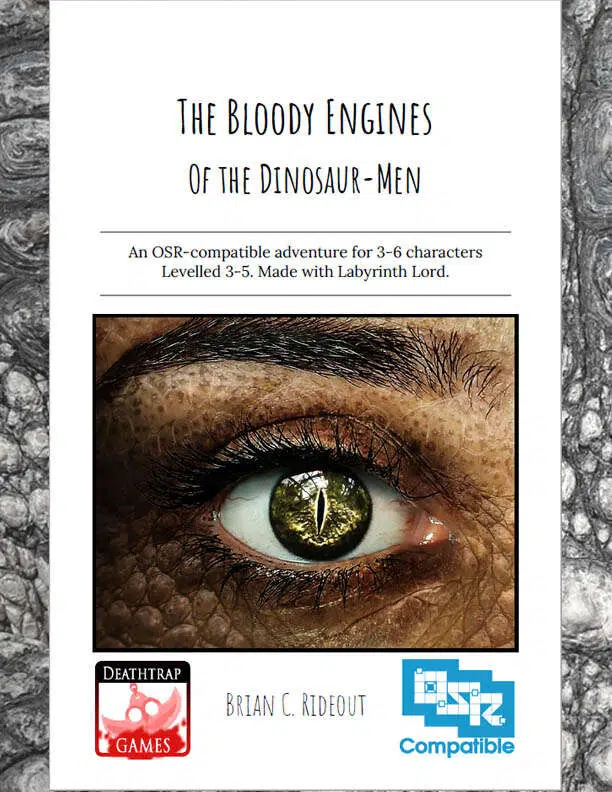 The Bloody Engines
Of the Dinosaur-Men
An OSR-compatible adventure for 3-6 characters
Levelled 3-5. Made with Labyrinth Lord.
DEATHTRAP
GAMES
Brian C. Rideout
OSR
Compatible